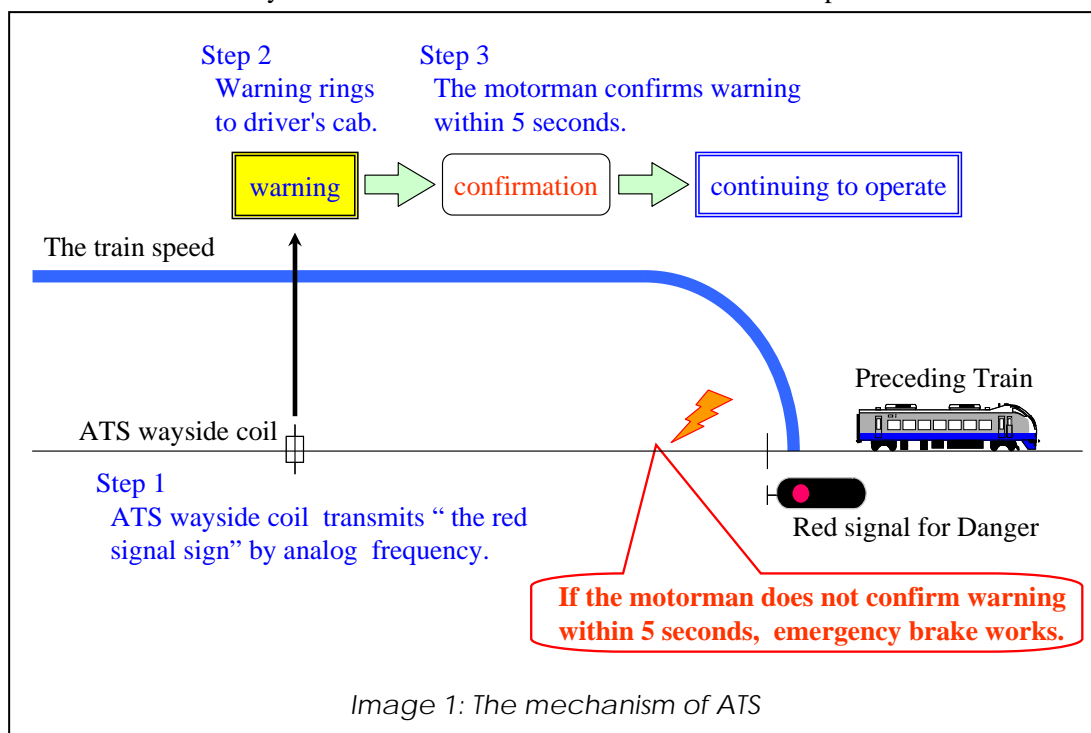 Step 2
Warning rings
to driver's cab.
Step 3
The motorman confirms warning
within 5 seconds.
warning
confirmation
continuing to operate
The train speed
Preceding Train
ATS wayside coil
Step 1
ATS wayside coil transmits “ the red
signal sign” by analog frequency.
Red signal for Danger
If the motorman does not confirm warning
within 5 seconds, emergency brake works.
Image 1: The mechanism of ATS